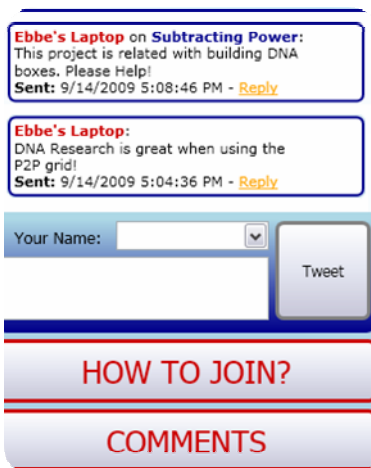 Ebbe's Laptop on Subtracting Power:
This project is related with building DNA
boxes. Please Help!
Sent: 9/14/2009 5:08:46 PM - Reply
Ebbe's Laptop:
DNA Research is great when using the
P2P grid!
Sent: 9/14/2009 5:04:36 PM - Reply
Your Name:
Tweet
HOW TO JOIN?
COMMENTS